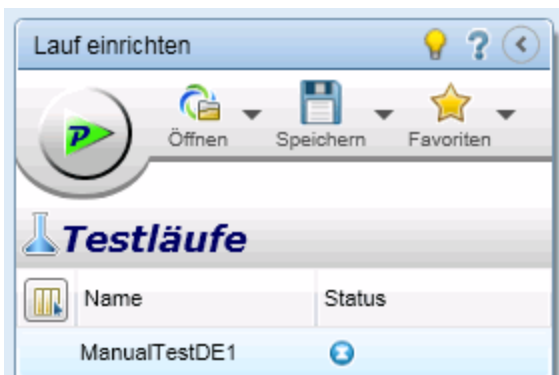 Lauf einrichten
Öffnen Speichern Favoriten
Testläufe
Name Status
ManualTestDE1